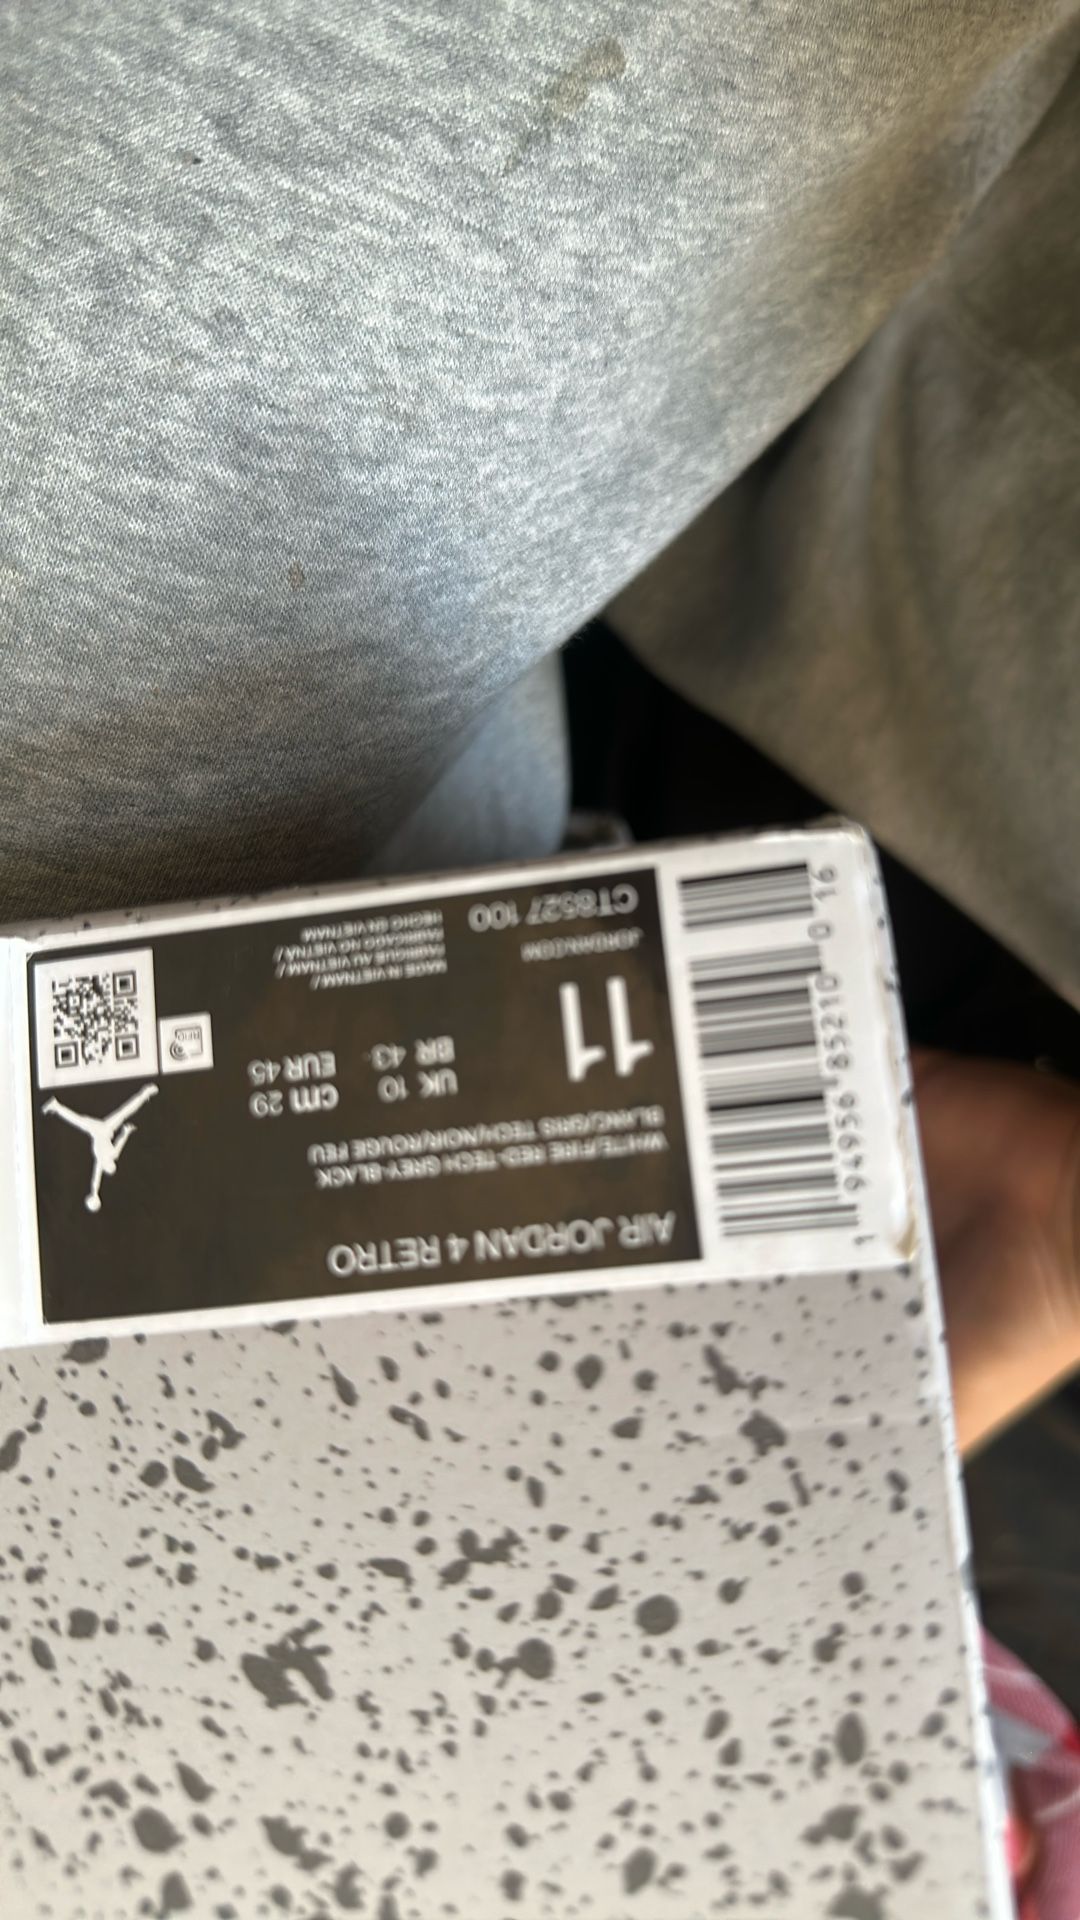 AIR JORDAN 4 RETRO
WHITE/FIRE RED-TECH GREY-BLACK
BLANC/GRIS TECH/NOIR/ROUGE FEU
11
UK 10
cm 29
BR 43
EUR 45
JORDAN.COM
CT8527 100
MADE IN VIETNAM /
FABRIQUE AU VIETNAM /
FABRICADO NO VIETNÃ /
HECHO EN VIETNAM
1 94956 85210 0 16